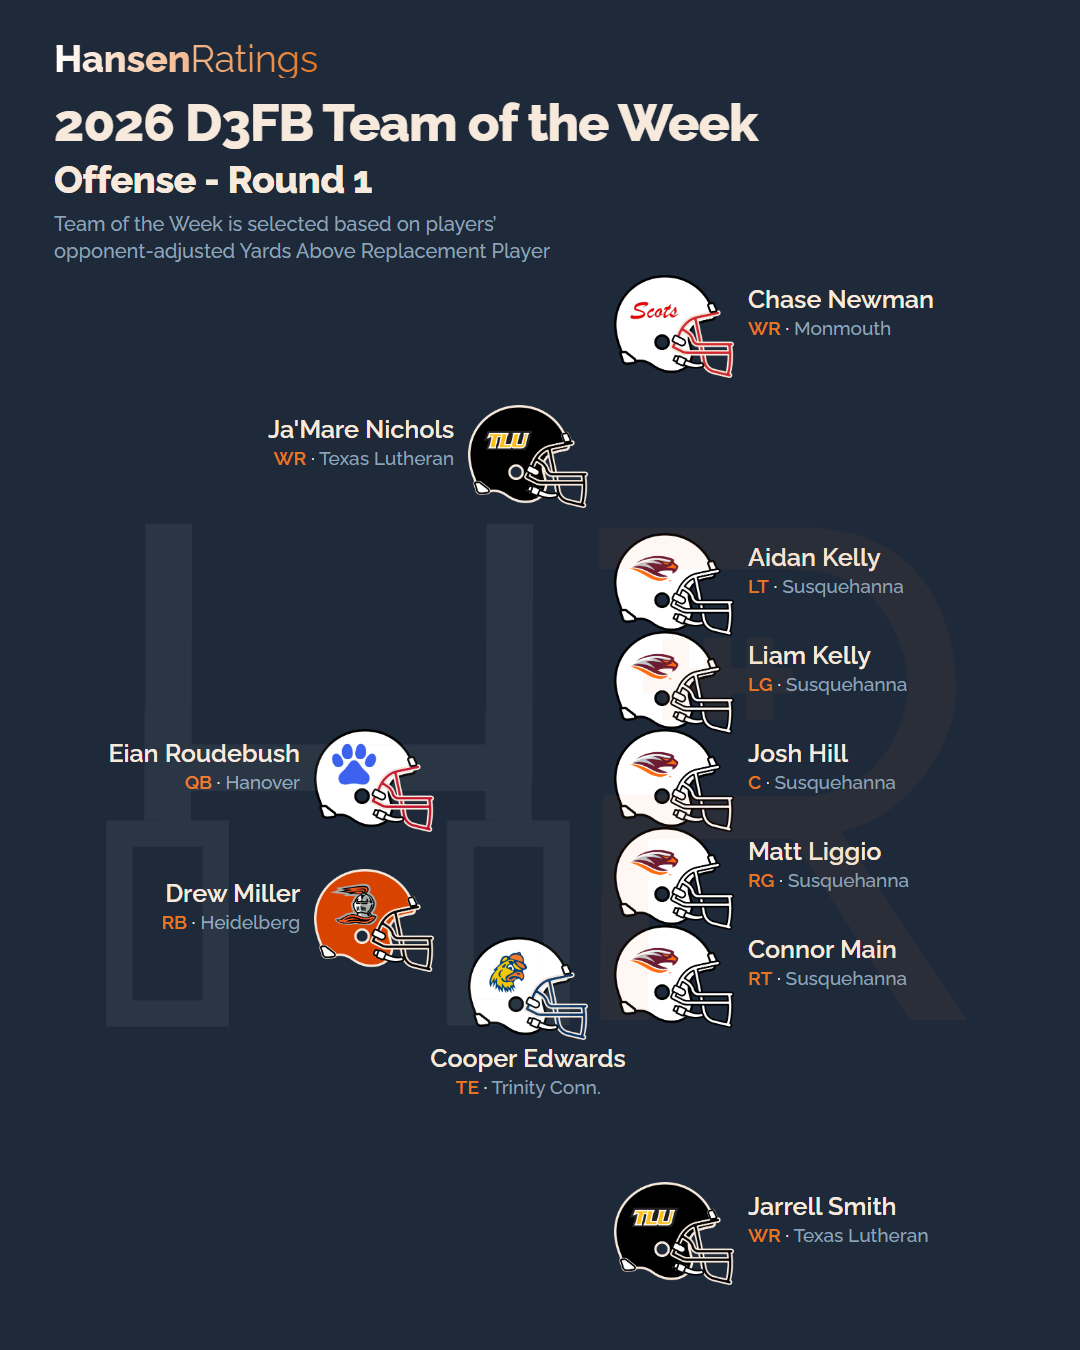 HansenRatings
2026 D3FB Team of the Week
Offense - Round 1
Team of the Week is selected based on players'
opponent-adjusted Yards Above Replacement Player
Scots
Chase Newman
WR · Monmouth
Ja'Mare Nichols
WR · Texas Lutheran
TLU
Aidan Kelly
LT · Susquehanna
Liam Kelly
LG · Susquehanna
Eian Roudebush
QB · Hanover
Josh Hill
C · Susquehanna
Matt Liggio
RG · Susquehanna
Drew Miller
RB · Heidelberg
Connor Main
RT · Susquehanna
Cooper Edwards
TE · Trinity Conn.
TLU
Jarrell Smith
WR · Texas Lutheran
HR